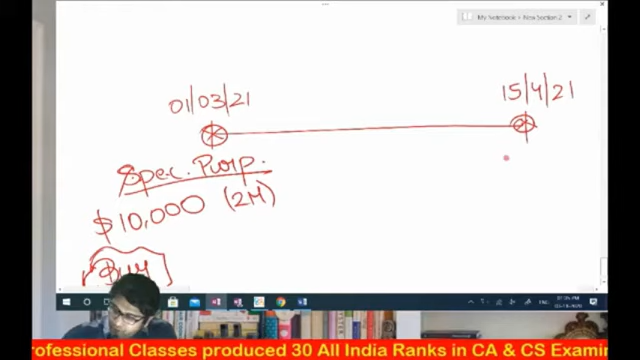 My Notebook > New Section 2
01/03/21
15/4/21
Spec. Purp.
$10,000 (2M)
Buy
ENG
rofessional Classes produced 30 All India Ranks in CA & CS Examin